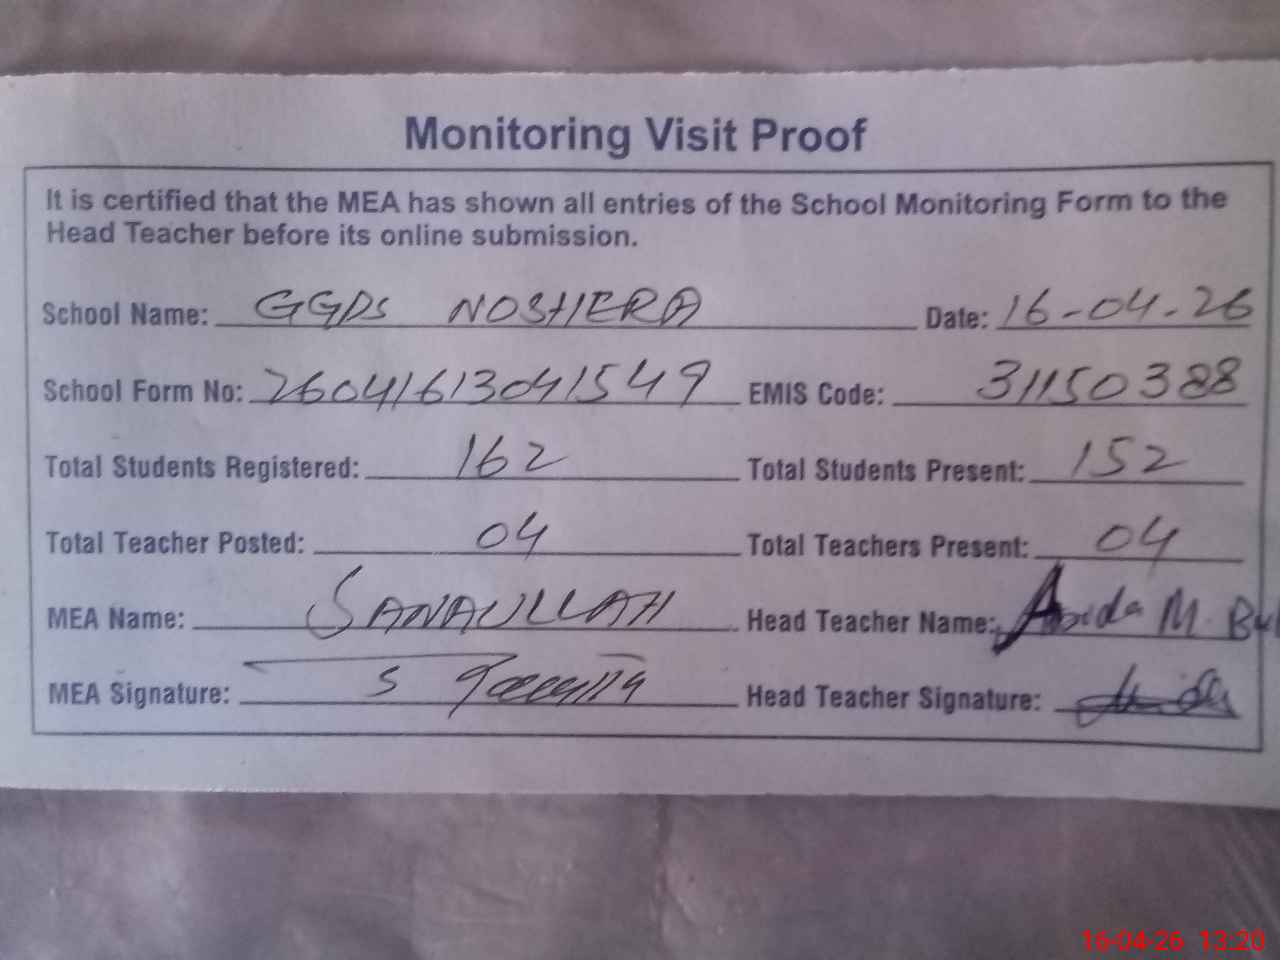 Monitoring Visit Proof
It is certified that the MEA has shown all entries of the School Monitoring Form to the
Head Teacher before its online submission.
School Name: GGPS NOSHERA Date: 16-04-26
School Form No: 26041613041549 EMIS Code: 31150388
Total Students Registered: 162 Total Students Present: 152
Total Teacher Posted: 04 Total Teachers Present: 04
MEA Name: SANAULLAH Head Teacher Name: Abida M.
MEA Signature: Head Teacher Signature:
16-04-26 13:20